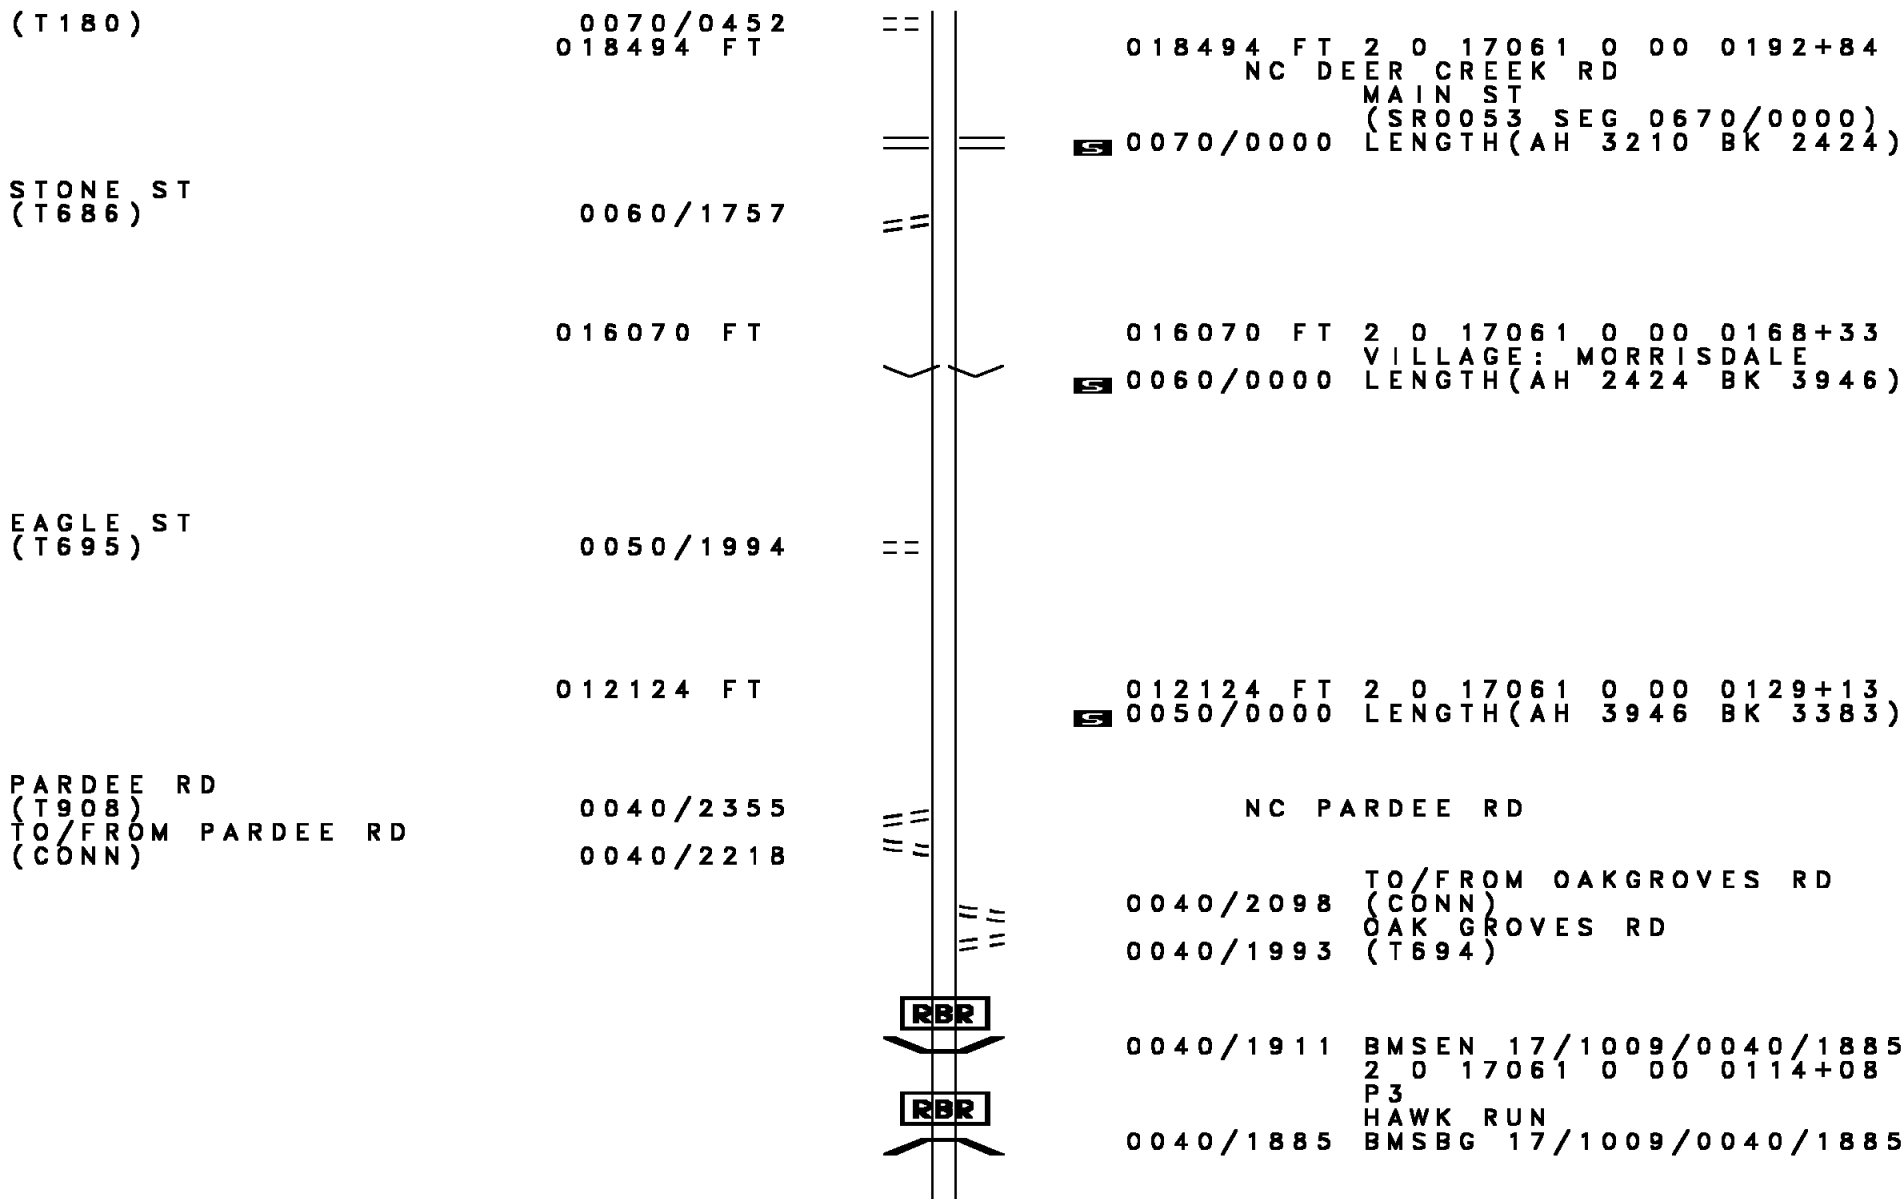 (T180) 0070/0452
018494 FT 018494 FT 2 0 17061 0 00 0192+84
NC DEER CREEK RD
MAIN ST
(SR0053 SEG 0670/0000)
S 0070/0000 LENGTH(AH 3210 BK 2424)
STONE ST
(T686) 0060/1757
016070 FT 016070 FT 2 0 17061 0 00 0168+33
VILLAGE: MORRISDALE
S 0060/0000 LENGTH(AH 2424 BK 3946)
EAGLE ST
(T695) 0050/1994
012124 FT 012124 FT 2 0 17061 0 00 0129+13
S 0050/0000 LENGTH(AH 3946 BK 3383)
PARDEE RD
(T908) 0040/2355 NC PARDEE RD
TO/FROM PARDEE RD
(CONN) 0040/2218
TO/FROM OAKGROVES RD
0040/2098 (CONN)
OAK GROVES RD
0040/1993 (T694)
RBR
0040/1911 BMSEN 17/1009/0040/1885
2 0 17061 0 00 0114+08
P3
RBR
HAWK RUN
0040/1885 BMSBG 17/1009/0040/1885